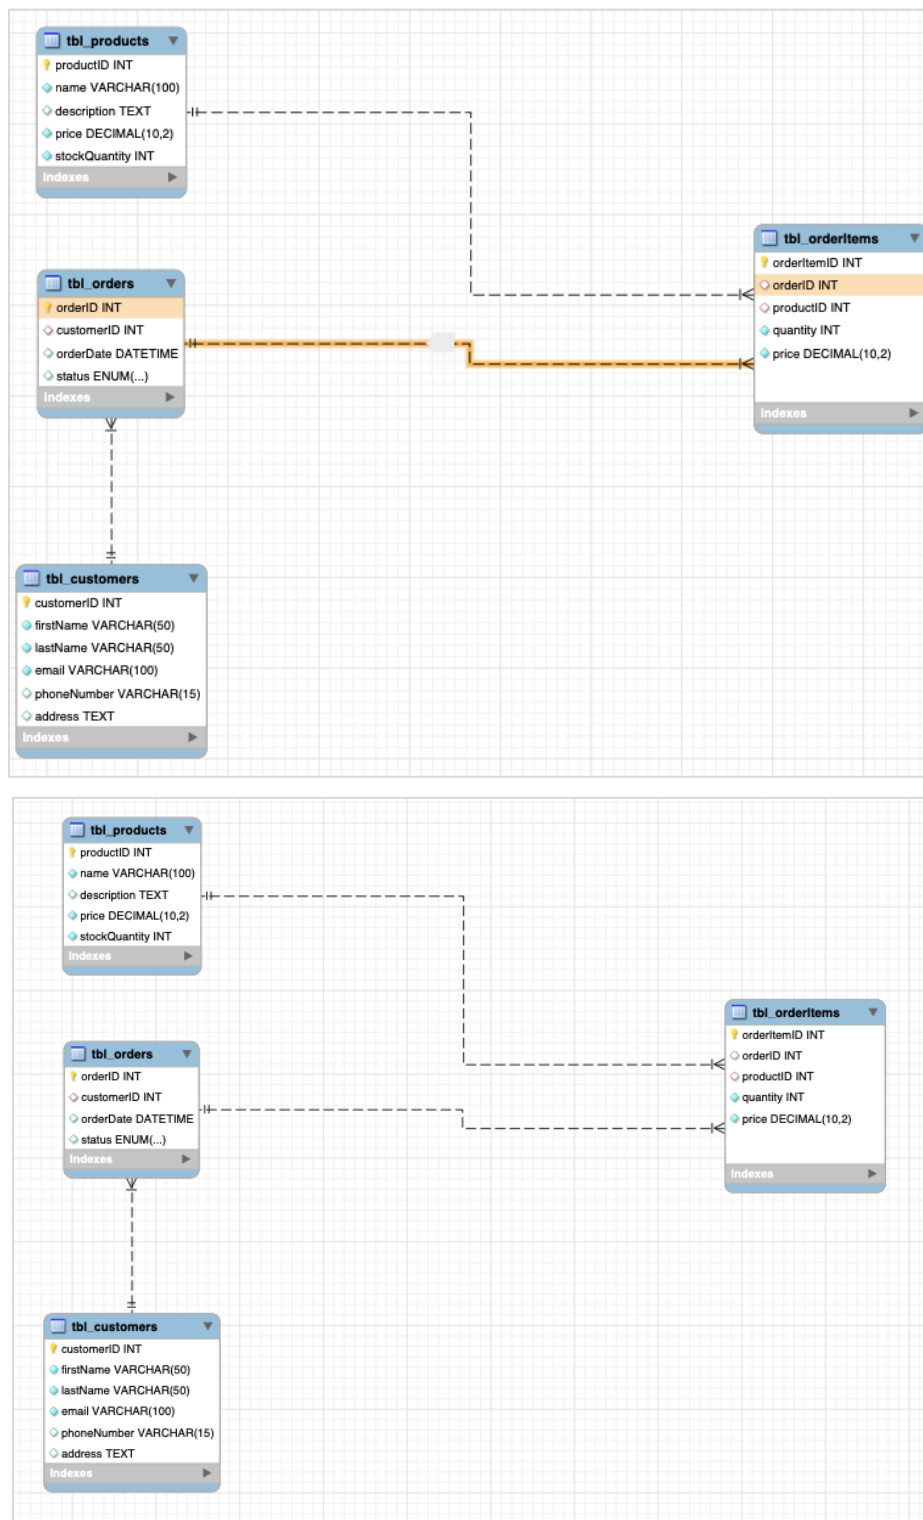 tbl_products
productID INT
name VARCHAR(100)
description TEXT
price DECIMAL(10,2)
stockQuantity INT
Indexes
tbl_orderItems
orderItemID INT
orderID INT
productID INT
quantity INT
price DECIMAL(10,2)
Indexes
tbl_orders
orderID INT
customerID INT
orderDate DATETIME
status ENUM(...)
Indexes
tbl_customers
customerID INT
firstName VARCHAR(50)
lastName VARCHAR(50)
email VARCHAR(100)
phoneNumber VARCHAR(15)
address TEXT
Indexes
tbl_products
productID INT
name VARCHAR(100)
description TEXT
price DECIMAL(10,2)
stockQuantity INT
Indexes
tbl_orderItems
orderItemID INT
orderID INT
productID INT
quantity INT
price DECIMAL(10,2)
Indexes
tbl_orders
orderID INT
customerID INT
orderDate DATETIME
status ENUM(...)
Indexes
tbl_customers
customerID INT
firstName VARCHAR(50)
lastName VARCHAR(50)
email VARCHAR(100)
phoneNumber VARCHAR(15)
address TEXT
Indexes